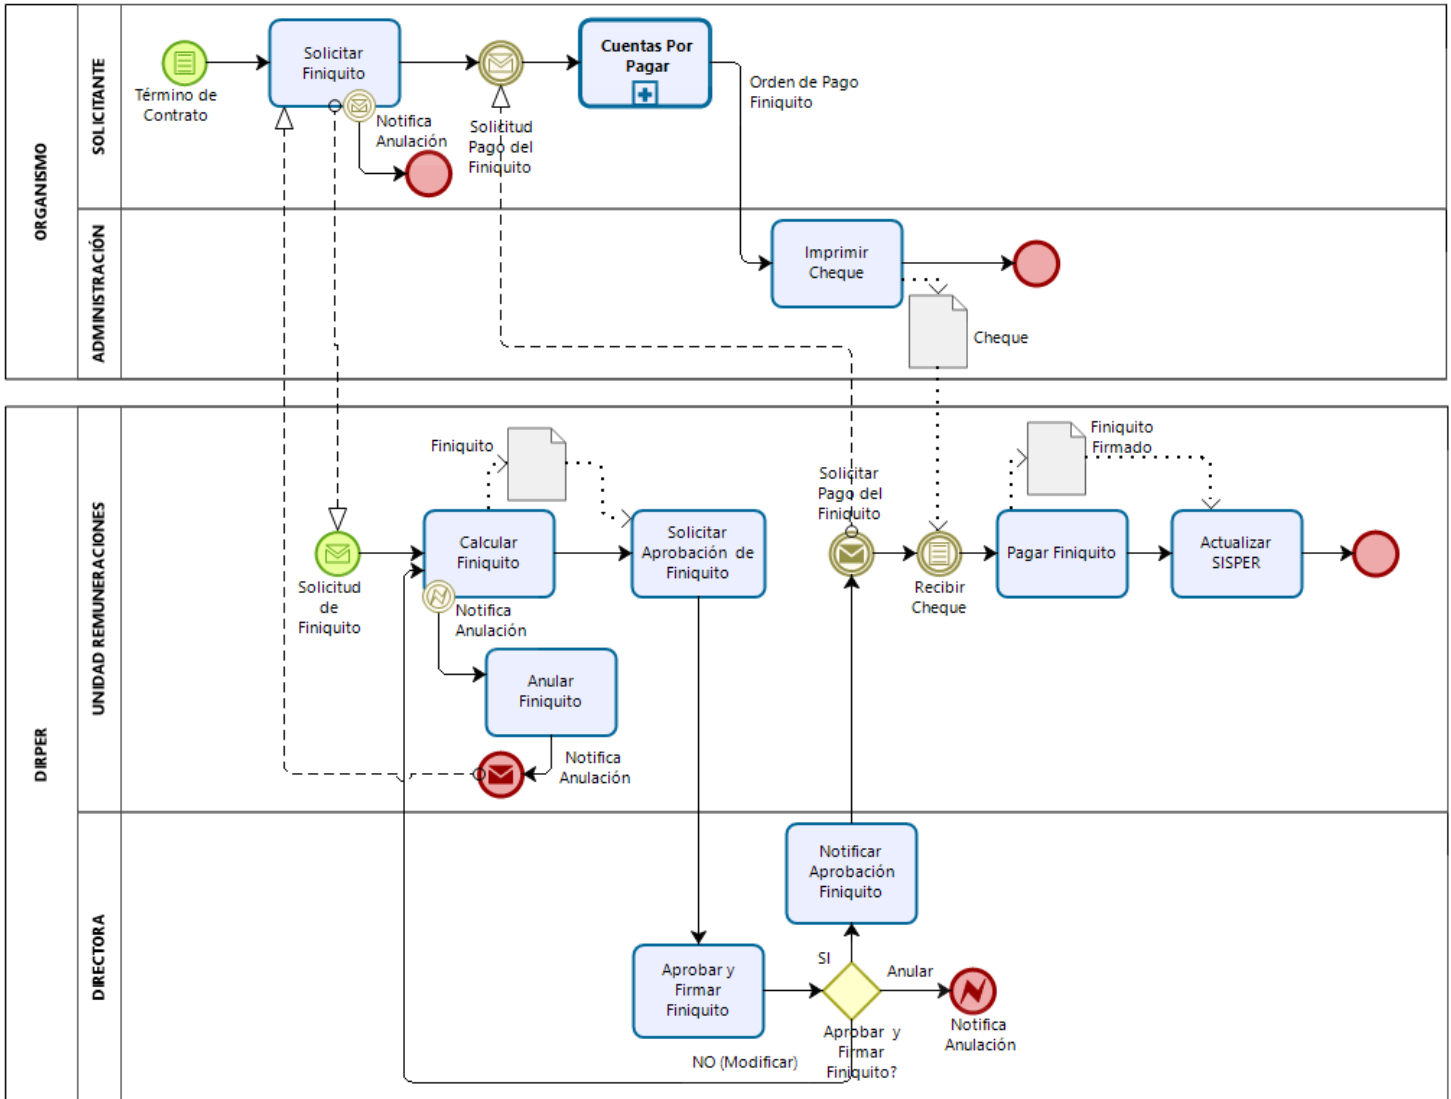 ORGANISMO
SOLICITANTE
Término de
Contrato
Solicitar
Finiquito
Notifica
Anulación
Solicitud
Pago del
Finiquito
Cuentas Por
Pagar
Orden de Pago
Finiquito
ADMINISTRACIÓN
Imprimir
Cheque
Cheque
DIRPER
UNIDAD REMUNERACIONES
Solicitud
de
Finiquito
Finiquito
Calcular
Finiquito
Notifica
Anulación
Anular
Finiquito
Notifica
Anulación
Solicitar
Aprobación de
Finiquito
Solicitar
Pago del
Finiquito
Recibir
Cheque
Pagar Finiquito
Finiquito
Firmado
Actualizar
SISPER
DIRECTORA
Aprobar y
Firmar
Finiquito
Notificar
Aprobación
Finiquito
SI
Anular
Notifica
Anulación
Aprobar y
Firmar
Finiquito?
NO (Modificar)